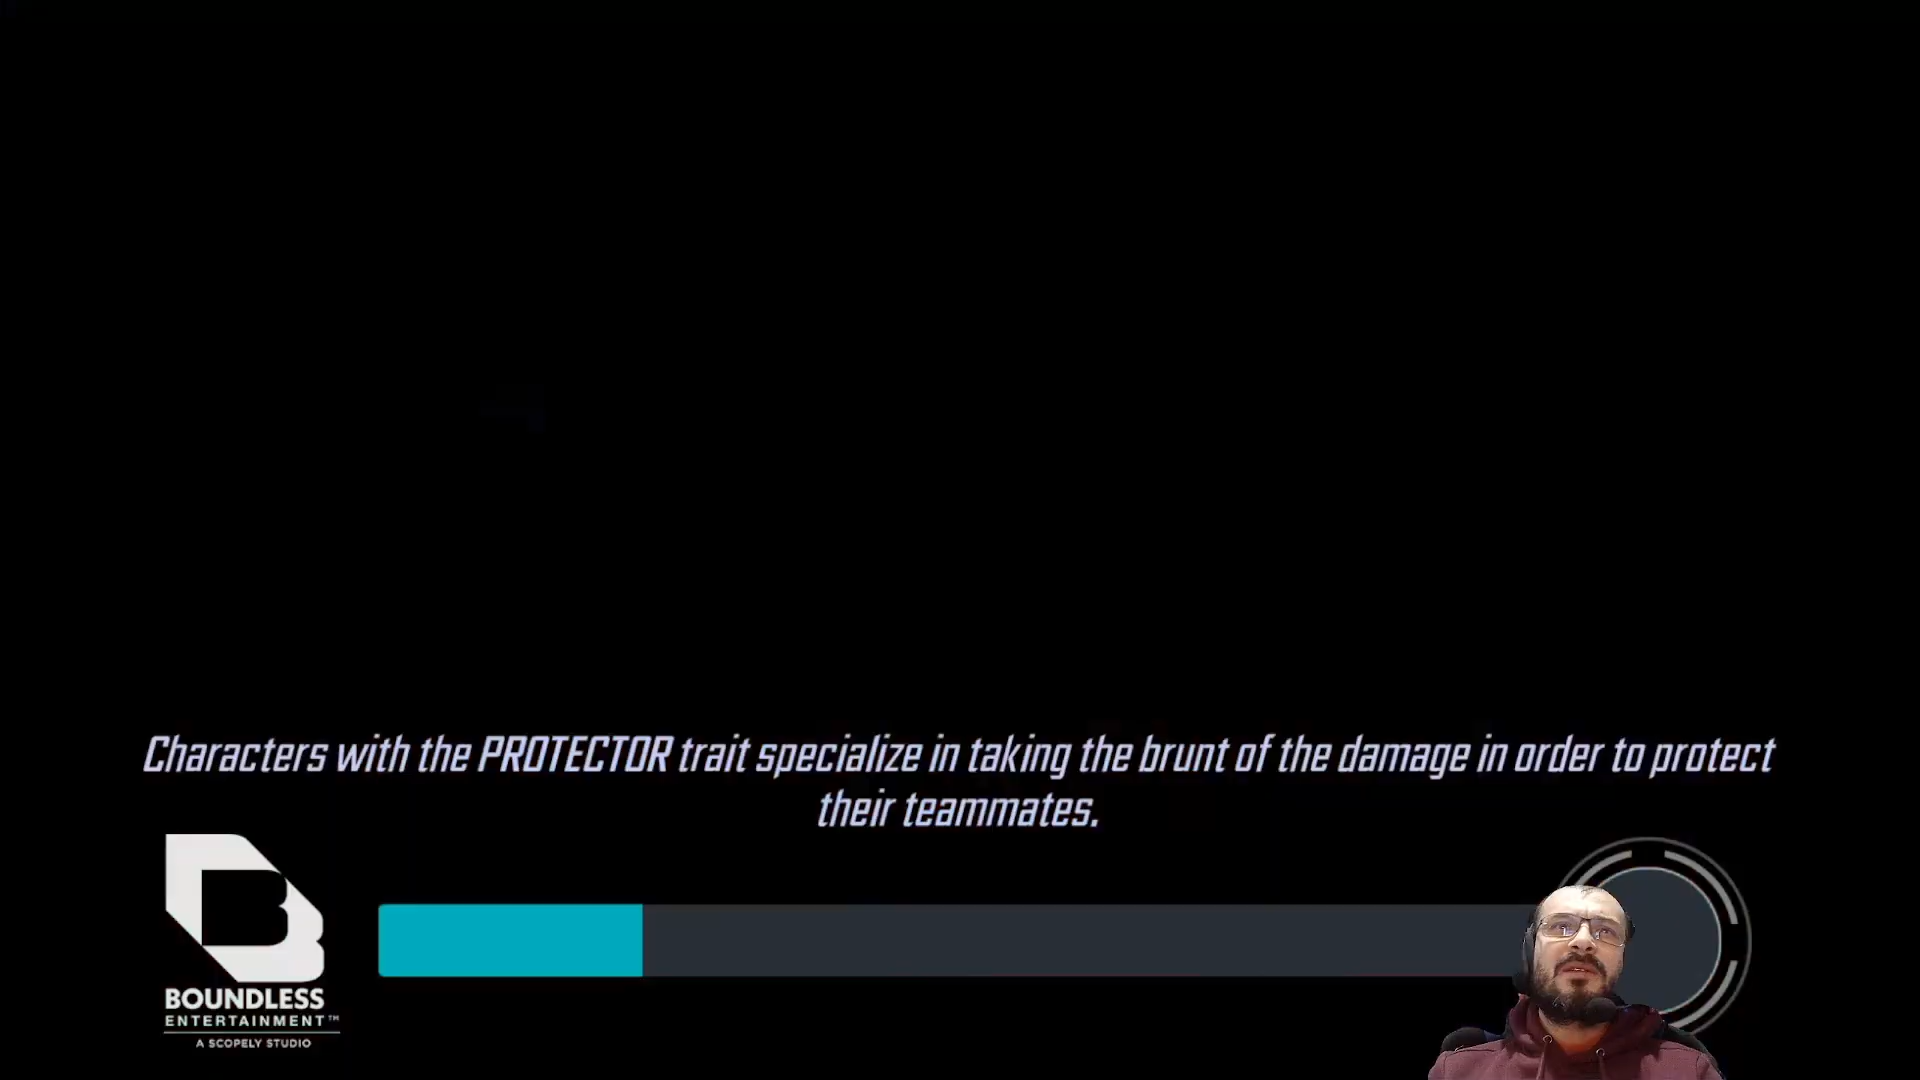 Characters with the PROTECTOR trait specialize in taking the brunt of the damage in order to protect
their teammates.
BOUNDLESS
ENTERTAINMENT™
A SCOPELY STUDIO